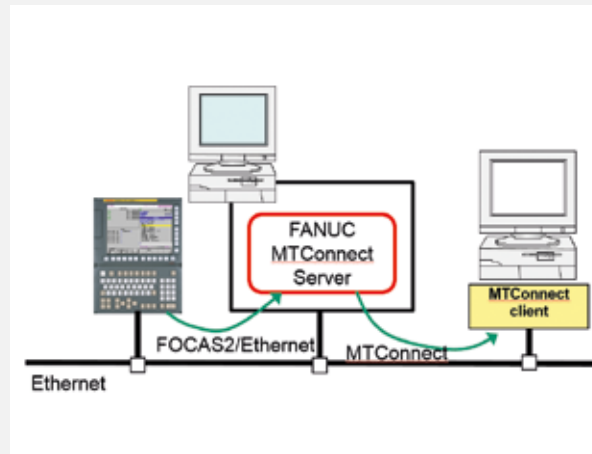 FANUC
MTConnect
Server
MTConnect
client
FOCAS2/Ethernet
MTConnect
Ethernet